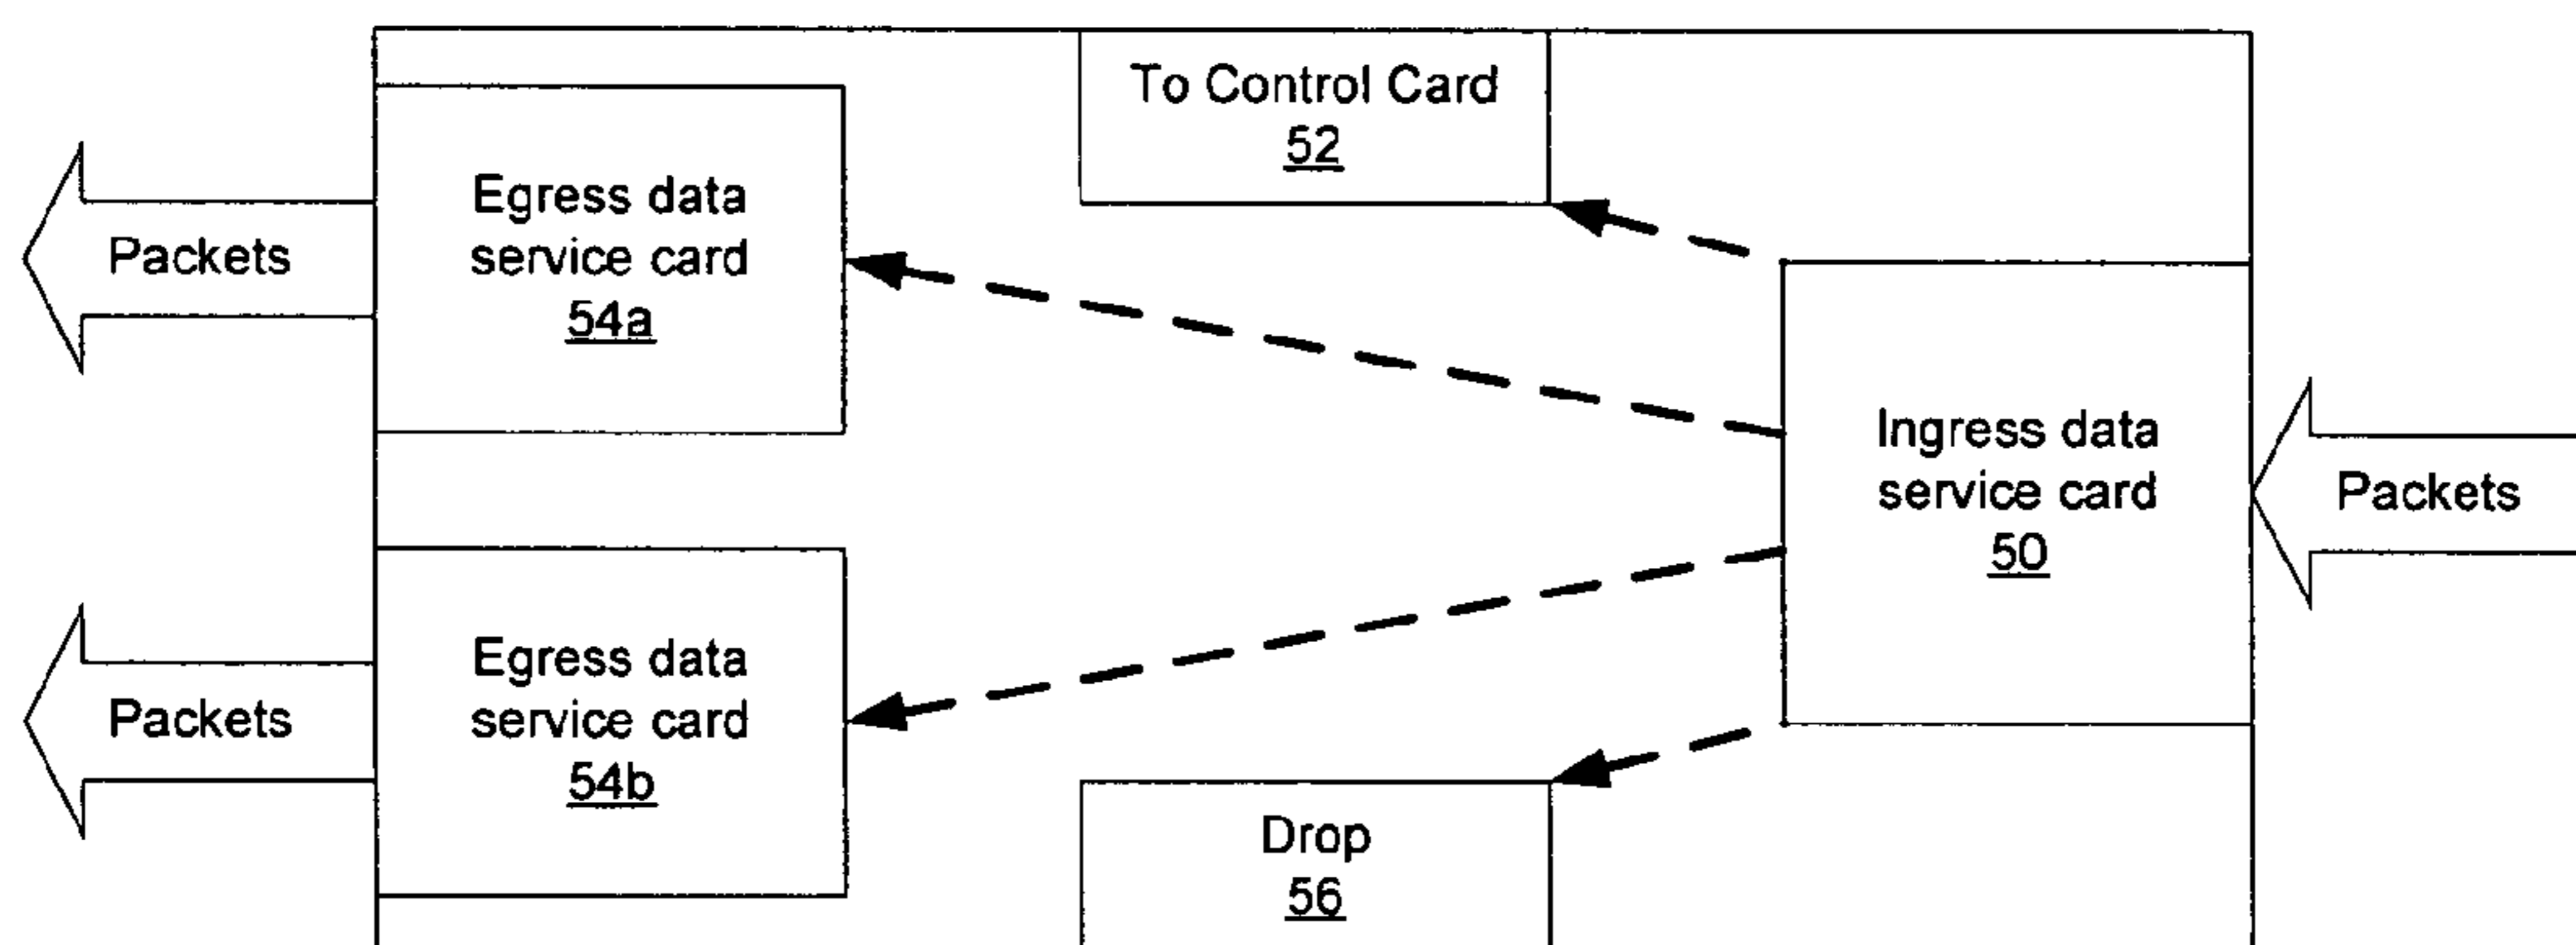 To Control Card
52
Egress data
service card
54a
Packets
Ingress data
service card
50
Packets
Egress data
service card
54b
Packets
Drop
56